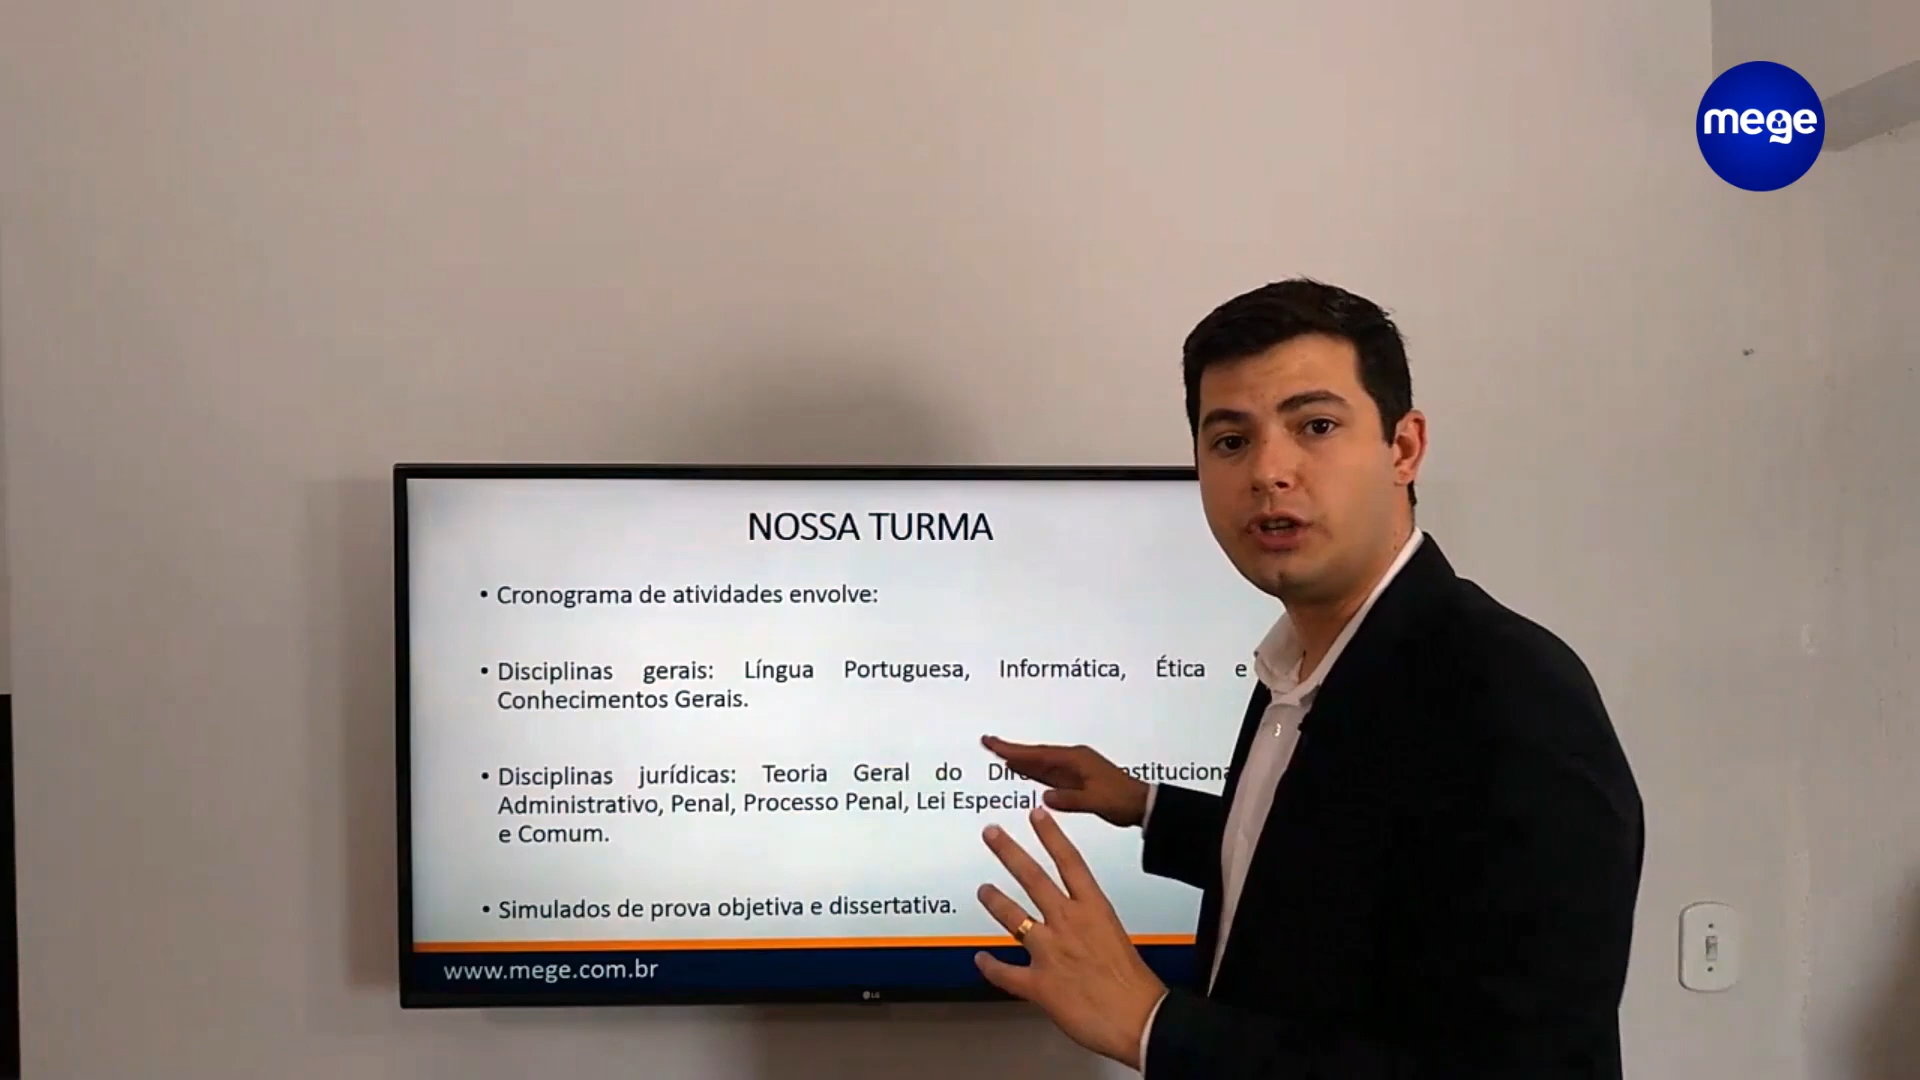 mege
NOSSA TURMA
• Cronograma de atividades envolve:
• Disciplinas gerais: Língua Portuguesa, Informática, Ética e
Conhecimentos Gerais.
• Disciplinas jurídicas: Teoria Geral do
Administrativo, Penal, Processo Penal, Lei Especial
e Comum.
• Simulados de prova objetiva e dissertativa.
www.mege.com.br
LG